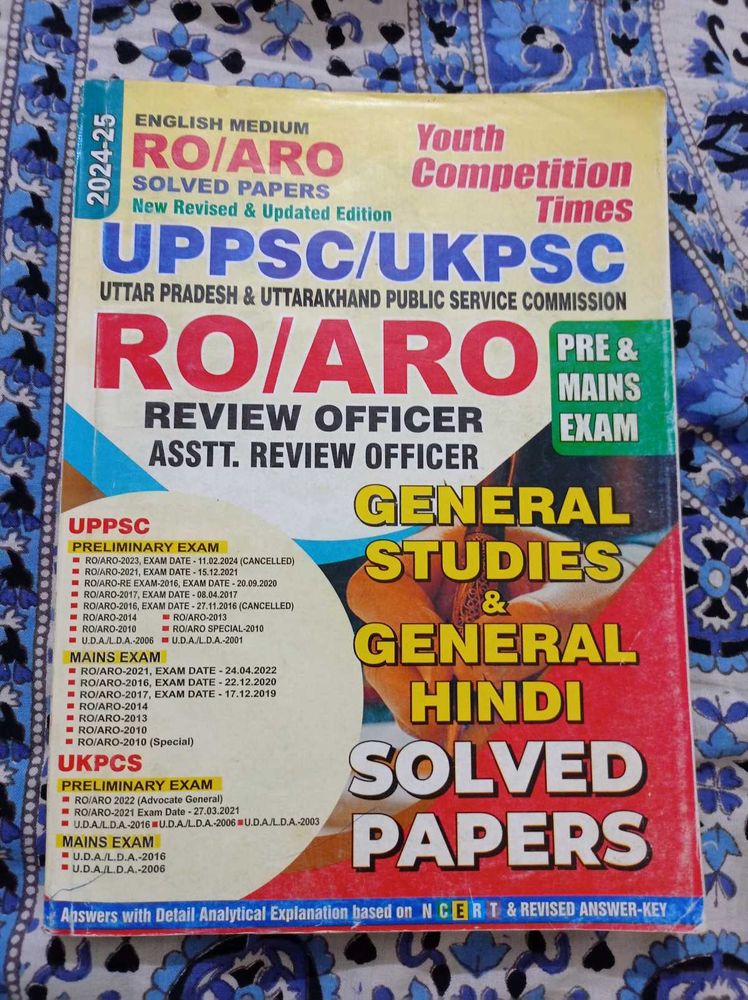 2024-25
ENGLISH MEDIUM
RO/ARO
SOLVED PAPERS
New Revised & Updated Edition
Youth
Competition
Times
UPPSC/UKPSC
UTTAR PRADESH & UTTARAKHAND PUBLIC SERVICE COMMISSION
RO/ARO
PRE &
MAINS
EXAM
REVIEW OFFICER
ASSTT. REVIEW OFFICER
GENERAL
STUDIES
&
GENERAL
HINDI
SOLVED
PAPERS
UPPSC
PRELIMINARY EXAM
RO/ARO-2023, EXAM DATE - 11.02.2024 (CANCELLED)
RO/ARO-2021, EXAM DATE - 15.12.2021
RO/ARO-RE EXAM-2016, EXAM DATE - 20.09.2020
RO/ARO-2017, EXAM DATE - 08.04.2017
RO/ARO-2016, EXAM DATE - 27.11.2016 (CANCELLED)
RO/ARO-2014 RO/ARO-2013
RO/ARO-2010 RO/ARO SPECIAL-2010
U.D.A./L.D.A.-2006 U.D.A./L.D.A.-2001
MAINS EXAM
RO/ARO-2021, EXAM DATE - 24.04.2022
RO/ARO-2016, EXAM DATE - 22.12.2020
RO/ARO-2017, EXAM DATE - 17.12.2019
RO/ARO-2014
RO/ARO-2013
RO/ARO-2010
RO/ARO-2010 (Special)
UKPCS
PRELIMINARY EXAM
RO/ARO 2022 (Advocate General)
RO/ARO-2021 Exam Date - 27.03.2021
U.D.A./L.D.A.-2016 U.D.A./L.D.A.-2006 U.D.A./L.D.A.-2003
MAINS EXAM
U.D.A./L.D.A.-2016
U.D.A./L.D.A.-2006
Answers with Detail Analytical Explanation based on NCERT & REVISED ANSWER-KEY